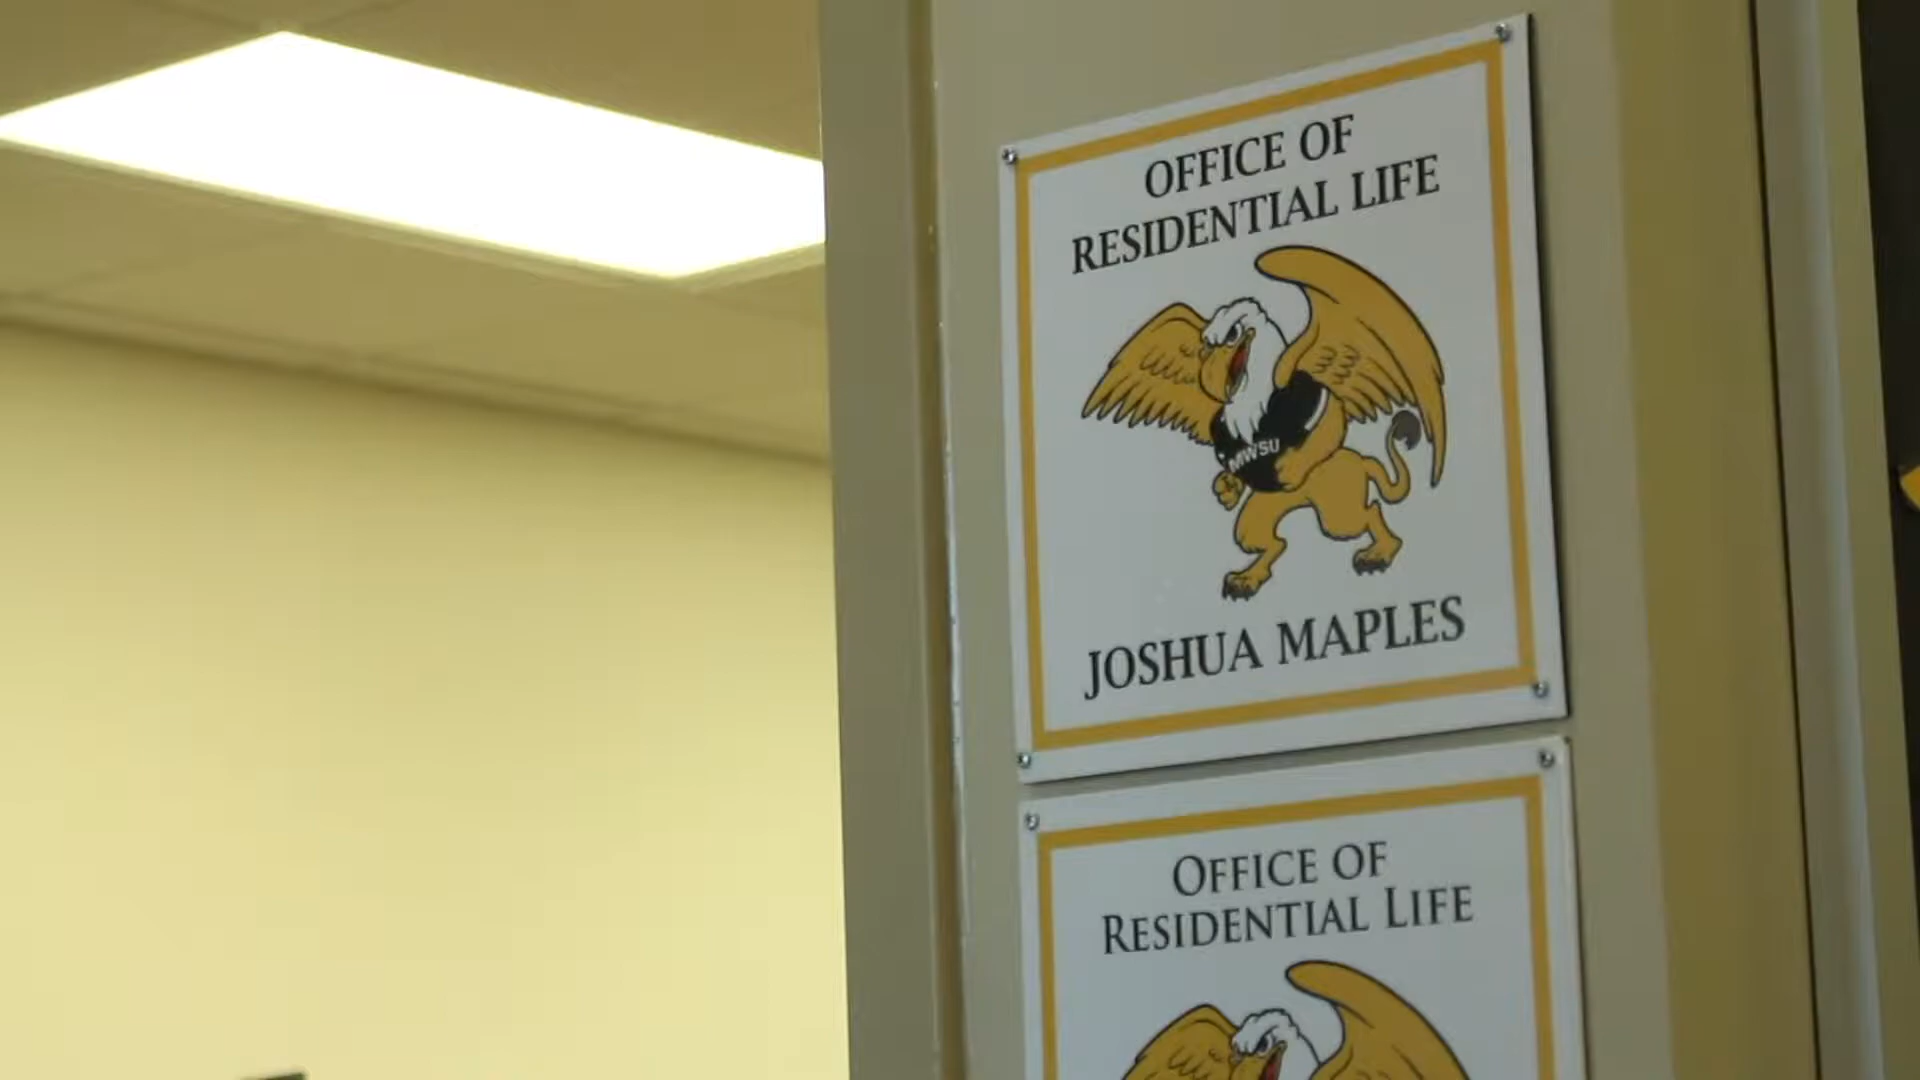 OFFICE OF
RESIDENTIAL LIFE
MWSU
JOSHUA MAPLES
OFFICE OF
RESIDENTIAL LIFE